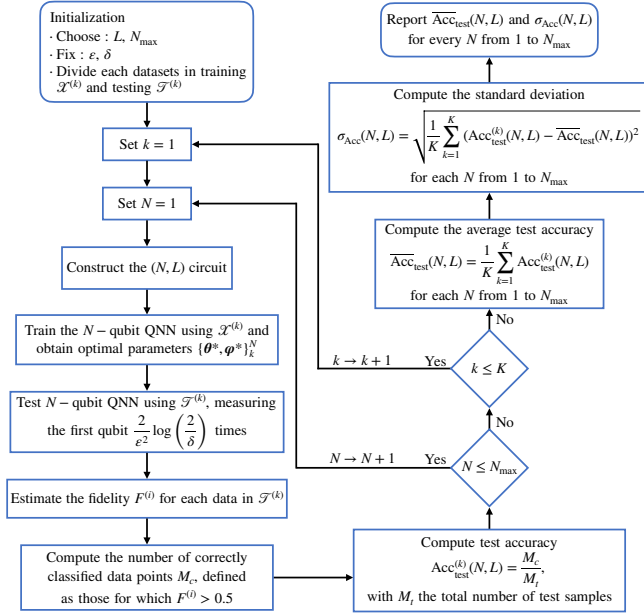 Initialization
· Choose : L, N_max
· Fix : ε, δ
· Divide each datasets in training
𝒳^(k) and testing 𝒯^(k)
Set k = 1
Set N = 1
Construct the (N, L) circuit
Train the N − qubit QNN using 𝒳^(k) and
obtain optimal parameters {θ*, φ*}_k^N
Test N − qubit QNN using 𝒯^(k), measuring
the first qubit 2/ε² log(2/δ) times
Estimate the fidelity F^(i) for each data in 𝒯^(k)
Compute the number of correctly
classified data points M_c, defined
as those for which F^(i) > 0.5
Compute test accuracy
Acc_test^(k)(N, L) = M_c/M_t,
with M_t the total number of test samples
N ≤ N_max
Yes
N → N + 1
No
k ≤ K
Yes
k → k + 1
No
Compute the average test accuracy
A̅c̅c̅_test(N, L) = 1/K ∑_{k=1}^{K} Acc_test^(k)(N, L)
for each N from 1 to N_max
Compute the standard deviation
σ_Acc(N, L) = √(1/K ∑_{k=1}^{K} (Acc_test^(k)(N, L) − A̅c̅c̅_test(N, L))²)
for each N from 1 to N_max
Report A̅c̅c̅_test(N, L) and σ_Acc(N, L)
for every N from 1 to N_max